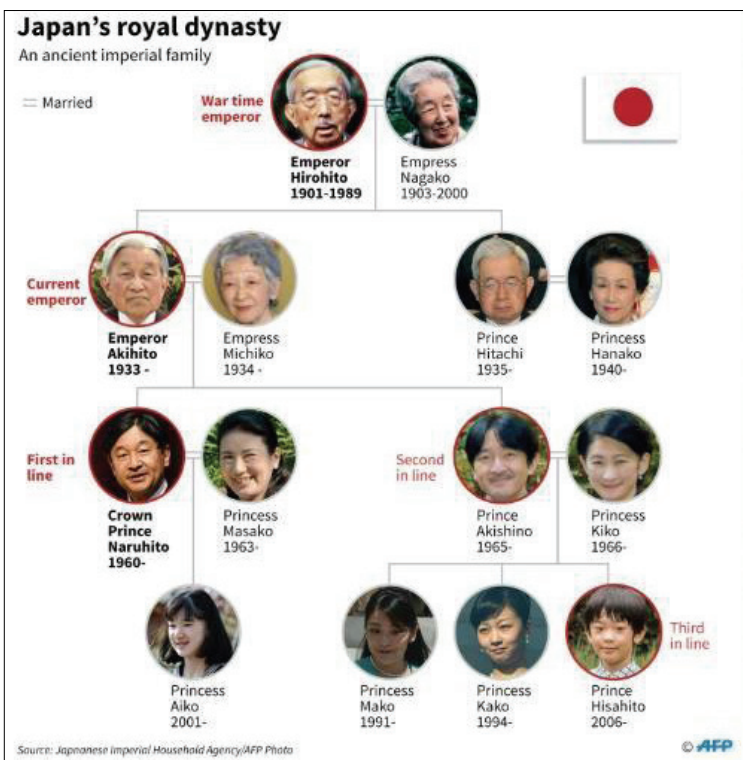 Japan's royal dynasty
An ancient imperial family
Married
War time
emperor
Emperor
Hirohito
1901-1989
Empress
Nagako
1903-2000
Current
emperor
Emperor
Akihito
1933 -
Empress
Michiko
1934 -
Prince
Hitachi
1935-
Princess
Hanako
1940-
First in
line
Crown
Prince
Naruhito
1960-
Princess
Masako
1963-
Second
in line
Prince
Akishino
1965-
Princess
Kiko
1966-
Princess
Aiko
2001-
Princess
Mako
1991-
Princess
Kako
1994-
Prince
Hisahito
2006-
Third
in line
Source: Japnanese Imperial Household Agency/AFP Photo
© AFP